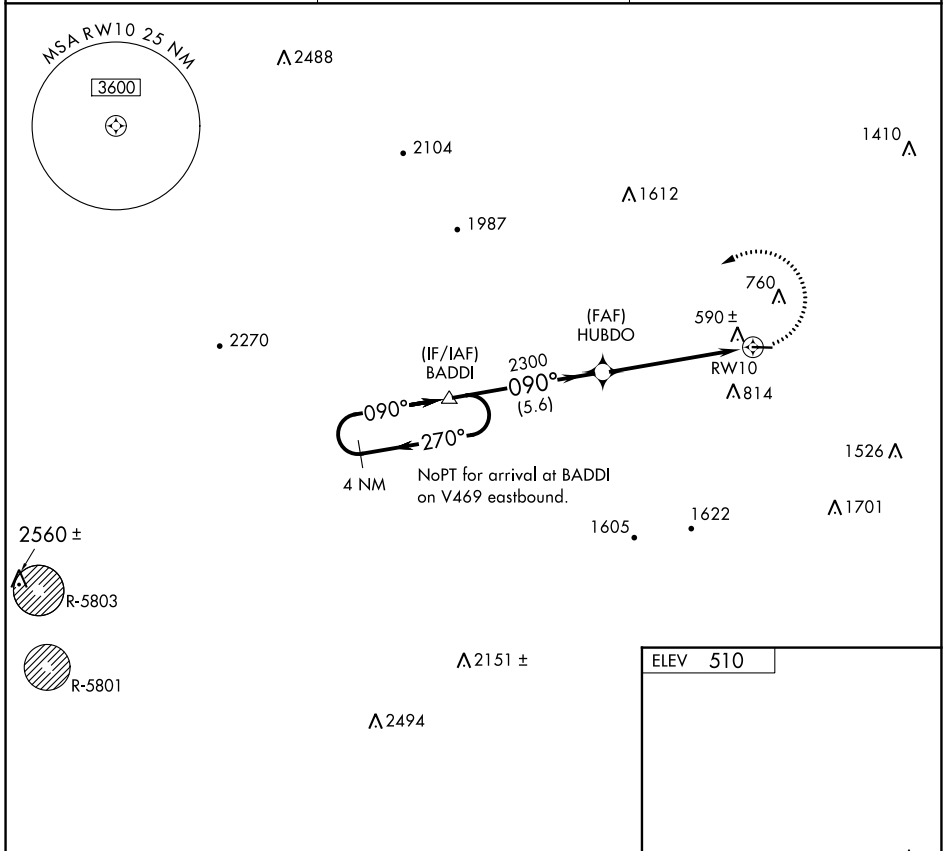 MSA RW10 25 NM
3600
2488
2104
1410
1612
1987
760
590 ±
(FAF)
HUBDO
2270
(IF/IAF)
BADDI
2300
090°
(5.6)
RW10
814
090°
270°
4 NM
NoPT for arrival at BADDI
on V469 eastbound.
1526
1701
1605
1622
2560 ±
R-5803
R-5801
2151 ±
2494
ELEV 510